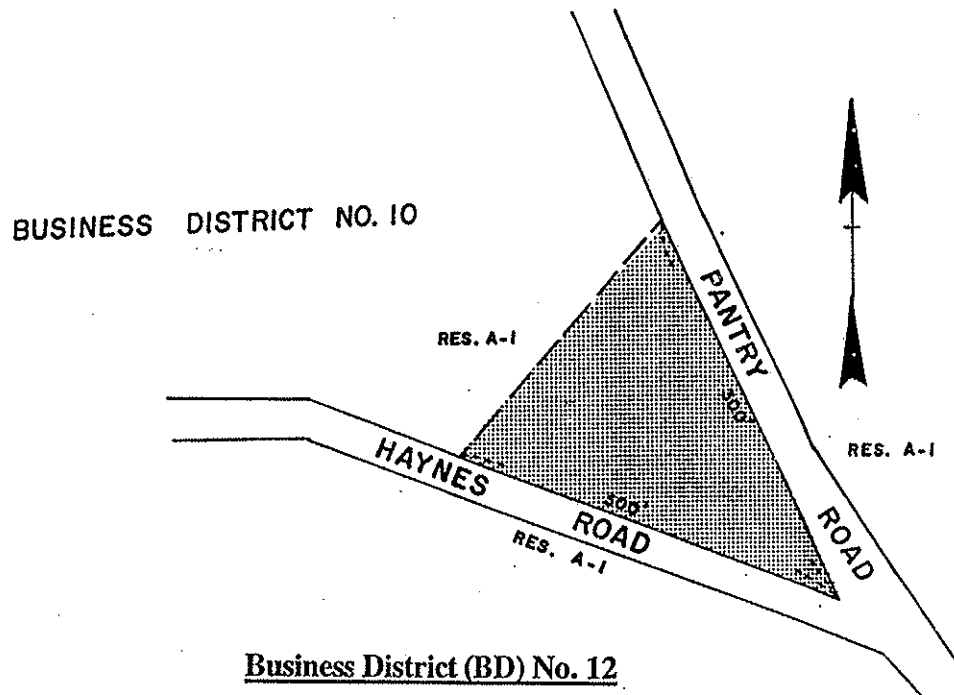 BUSINESS DISTRICT NO. 10
PANTRY ROAD
RES. A-1
300'
RES. A-1
HAYNES ROAD
300'
RES. A-1
Business District (BD) No. 12